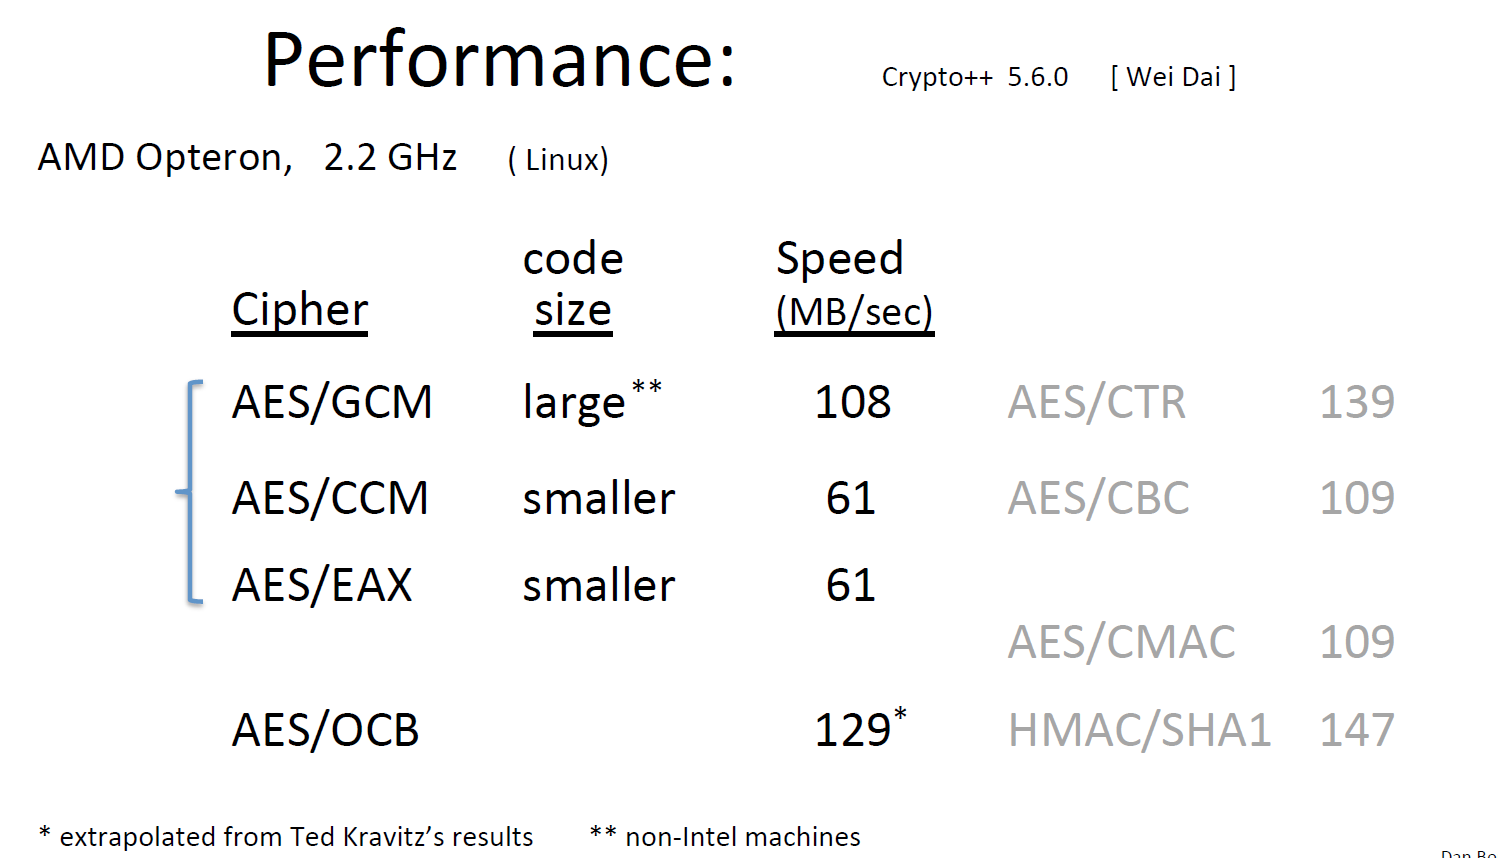 Performance: Crypto++ 5.6.0 [ Wei Dai ]
AMD Opteron, 2.2 GHz ( Linux)
code Speed
Cipher size (MB/sec)
AES/GCM large** 108 AES/CTR 139
AES/CCM smaller 61 AES/CBC 109
AES/EAX smaller 61
AES/CMAC 109
AES/OCB 129* HMAC/SHA1 147
* extrapolated from Ted Kravitz’s results ** non-Intel machines
Dan